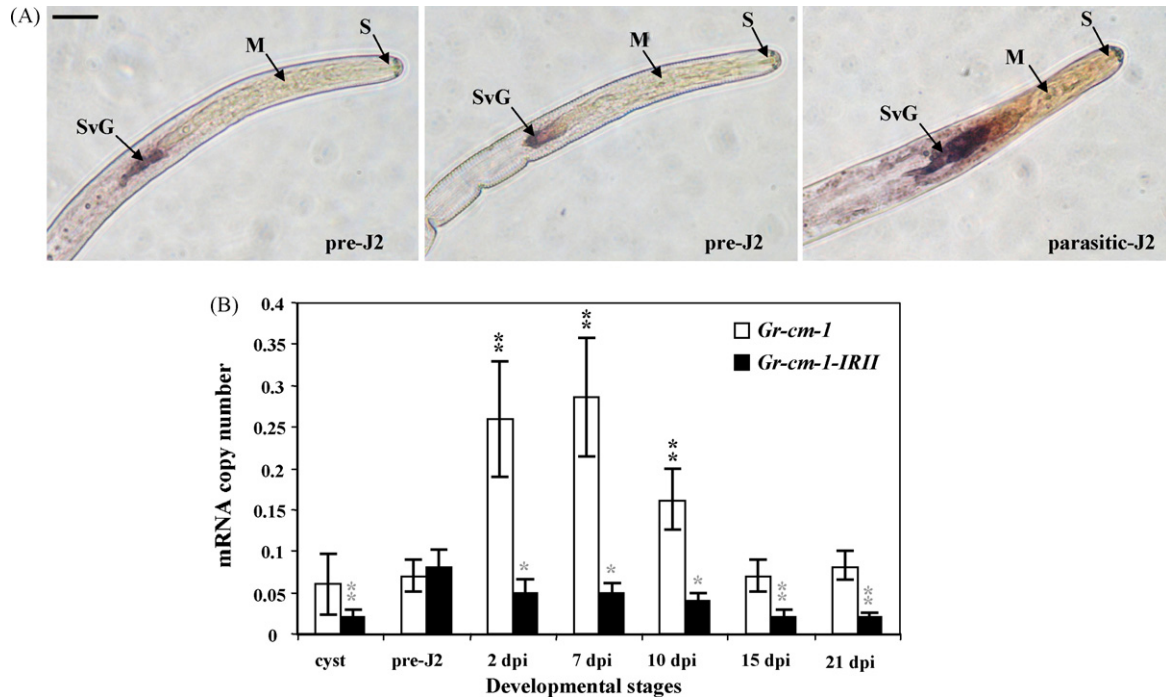 (A)
S
M
SvG
pre-J2
S
M
SvG
pre-J2
S
M
SvG
parasitic-J2
(B)
mRNA copy number
0.4
0.35
0.3
0.25
0.2
0.15
0.1
0.05
0
**
**
**
**
*
*
*
**
**
Gr-cm-1
Gr-cm-1-IRII
cyst pre-J2 2 dpi 7 dpi 10 dpi 15 dpi 21 dpi
Developmental stages